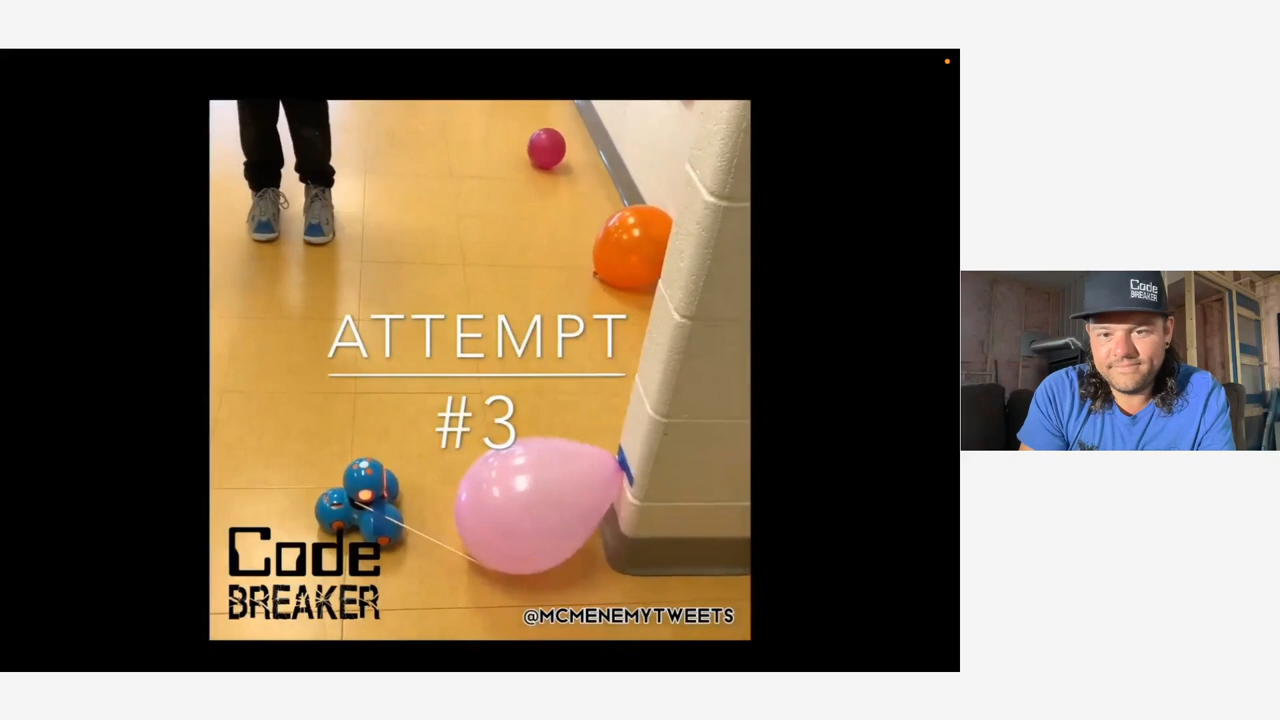 ATTEMPT
#3
Code
BREAKER
@MCMENEMYTWEETS
Code
BREAKER